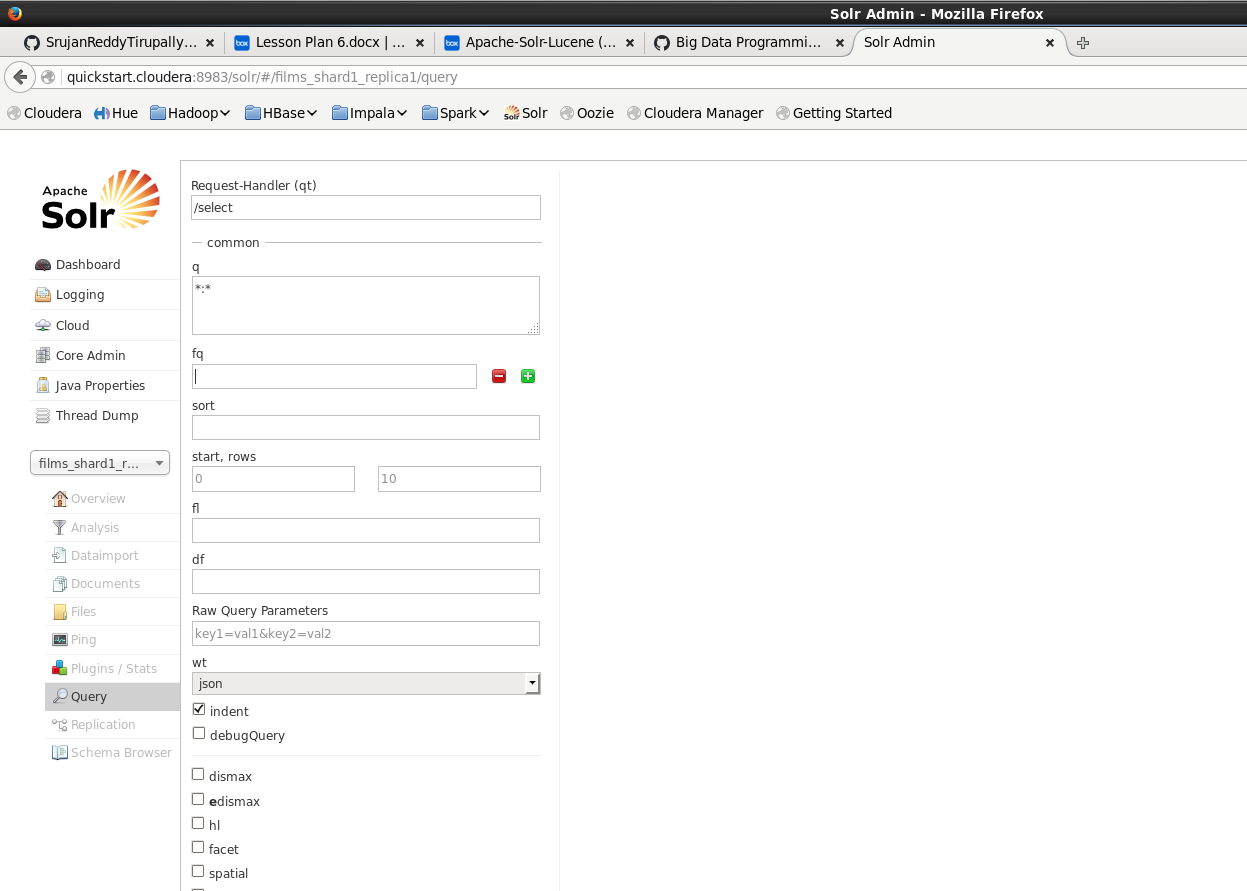 Solr Admin - Mozilla Firefox
SrujanReddyTirupally... × Lesson Plan 6.docx | ... × Apache-Solr-Lucene (... × Big Data Programmi... × Solr Admin ×
quickstart.cloudera:8983/solr/#/films_shard1_replica1/query
Cloudera Hue Hadoop HBase Impala Spark Solr Oozie Cloudera Manager Getting Started
Apache
Solr
Dashboard
Logging
Cloud
Core Admin
Java Properties
Thread Dump
films_shard1_r...
Overview
Analysis
Dataimport
Documents
Files
Ping
Plugins / Stats
Query
Replication
Schema Browser
Request-Handler (qt)
/select
common
q
*:*
fq
sort
start, rows
0 10
fl
df
Raw Query Parameters
key1=val1&key2=val2
wt
json
indent
debugQuery
dismax
edismax
hl
facet
spatial